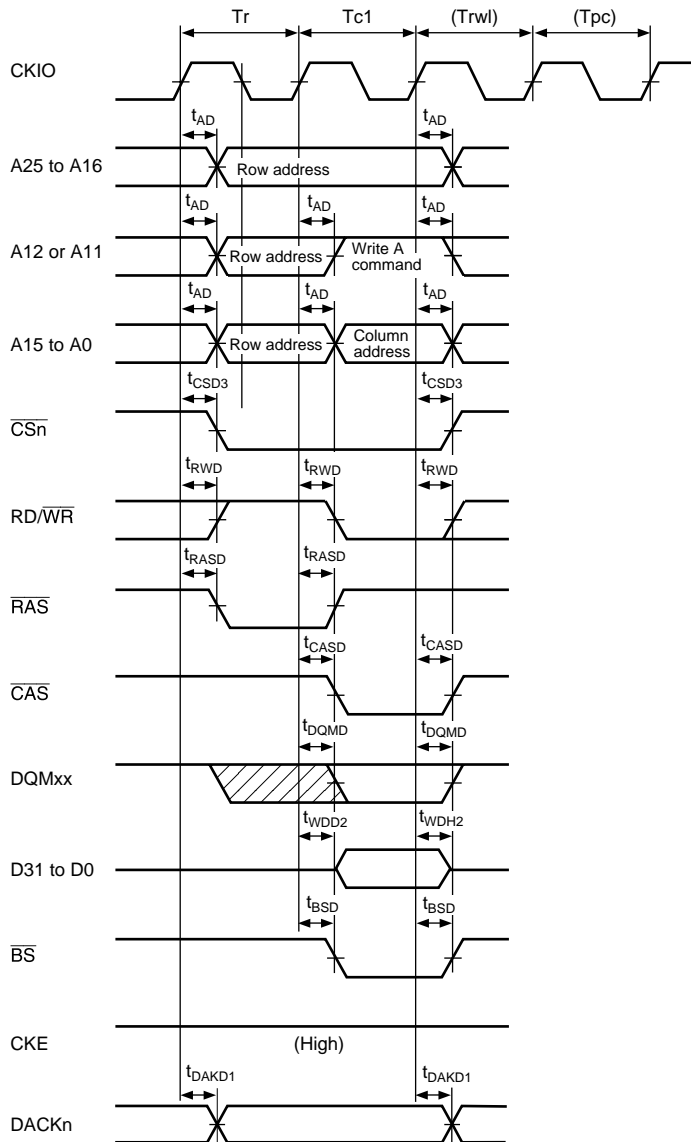 Tr Tc1 (Trwl) (Tpc)
CKIO
tAD tAD
A25 to A16 Row address
tAD tAD tAD
A12 or A11 Row address Write A command
tAD tAD tAD
A15 to A0 Row address Column address
tCSD3 tCSD3
CSn
tRWD tRWD tRWD
RD/WR
tRASD tRASD
RAS
tCASD tCASD
CAS
tDQMD tDQMD
DQMxx
tWDD2 tWDH2
D31 to D0
tBSD tBSD
BS
CKE (High)
tDAKD1 tDAKD1
DACKn